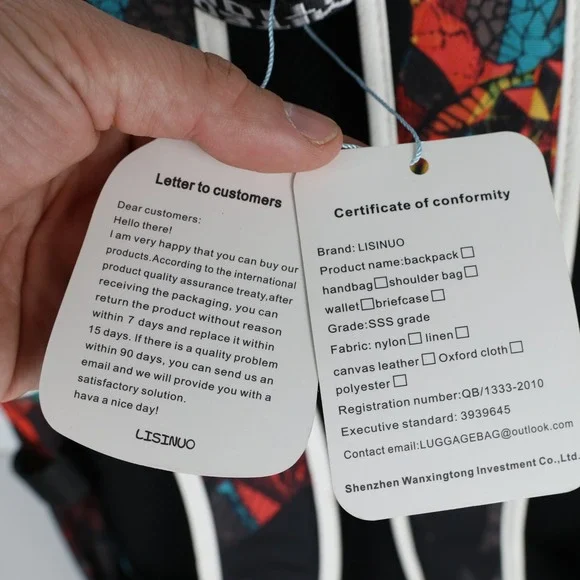 Letter to customers
Dear customers:
Hello there!
I am very happy that you can buy our
products.According to the international
product quality assurance treaty,after
receiving the packaging, you can
return the product without reason
within 7 days and replace it within
15 days. If there is a quality problem
within 90 days, you can send us an
email and we will provide you with a
satisfactory solution.
hava a nice day!
LISINUO
Certificate of conformity
Brand: LISINUO
Product name:backpack□
handbag□shoulder bag□
wallet□briefcase□
Grade:SSS grade
Fabric: nylon□ linen□
canvas leather□ Oxford cloth□
polyester□
Registration number:QB/1333-2010
Executive standard: 3939645
Contact email:LUGGAGEBAG@outlook.com
Shenzhen Wanxingtong Investment Co.,Ltd.